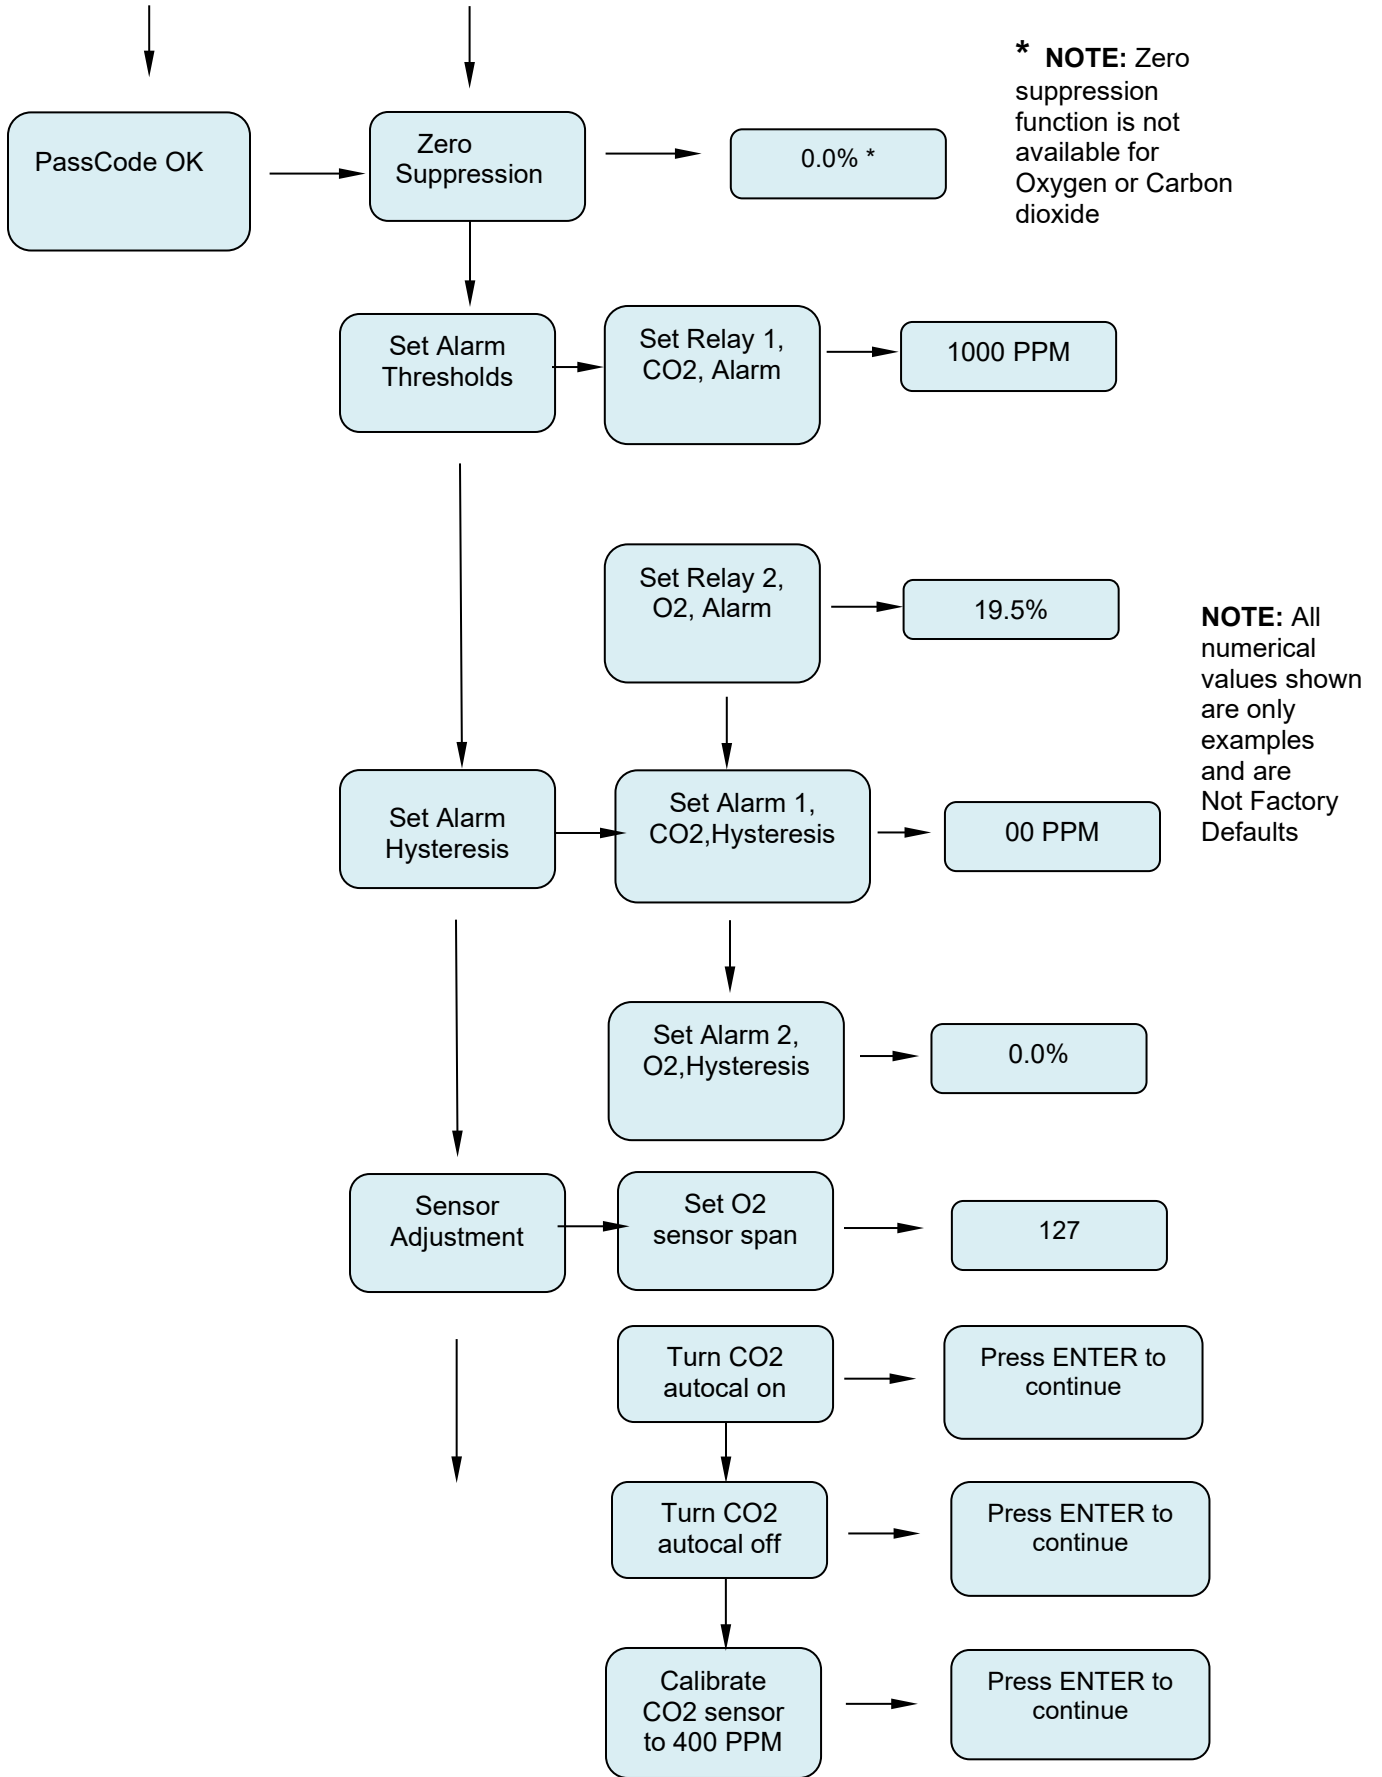 * NOTE: Zero
suppression
function is not
available for
Oxygen or Carbon
dioxide
PassCode OK
Zero
Suppression
0.0% *
Set Alarm
Thresholds
Set Relay 1,
CO2, Alarm
1000 PPM
Set Relay 2,
O2, Alarm
19.5%
NOTE: All
numerical
values shown
are only
examples
and are
Not Factory
Defaults
Set Alarm
Hysteresis
Set Alarm 1,
CO2,Hysteresis
00 PPM
Set Alarm 2,
O2,Hysteresis
0.0%
Sensor
Adjustment
Set O2
sensor span
127
Turn CO2
autocal on
Press ENTER to
continue
Turn CO2
autocal off
Press ENTER to
continue
Calibrate
CO2 sensor
to 400 PPM
Press ENTER to
continue